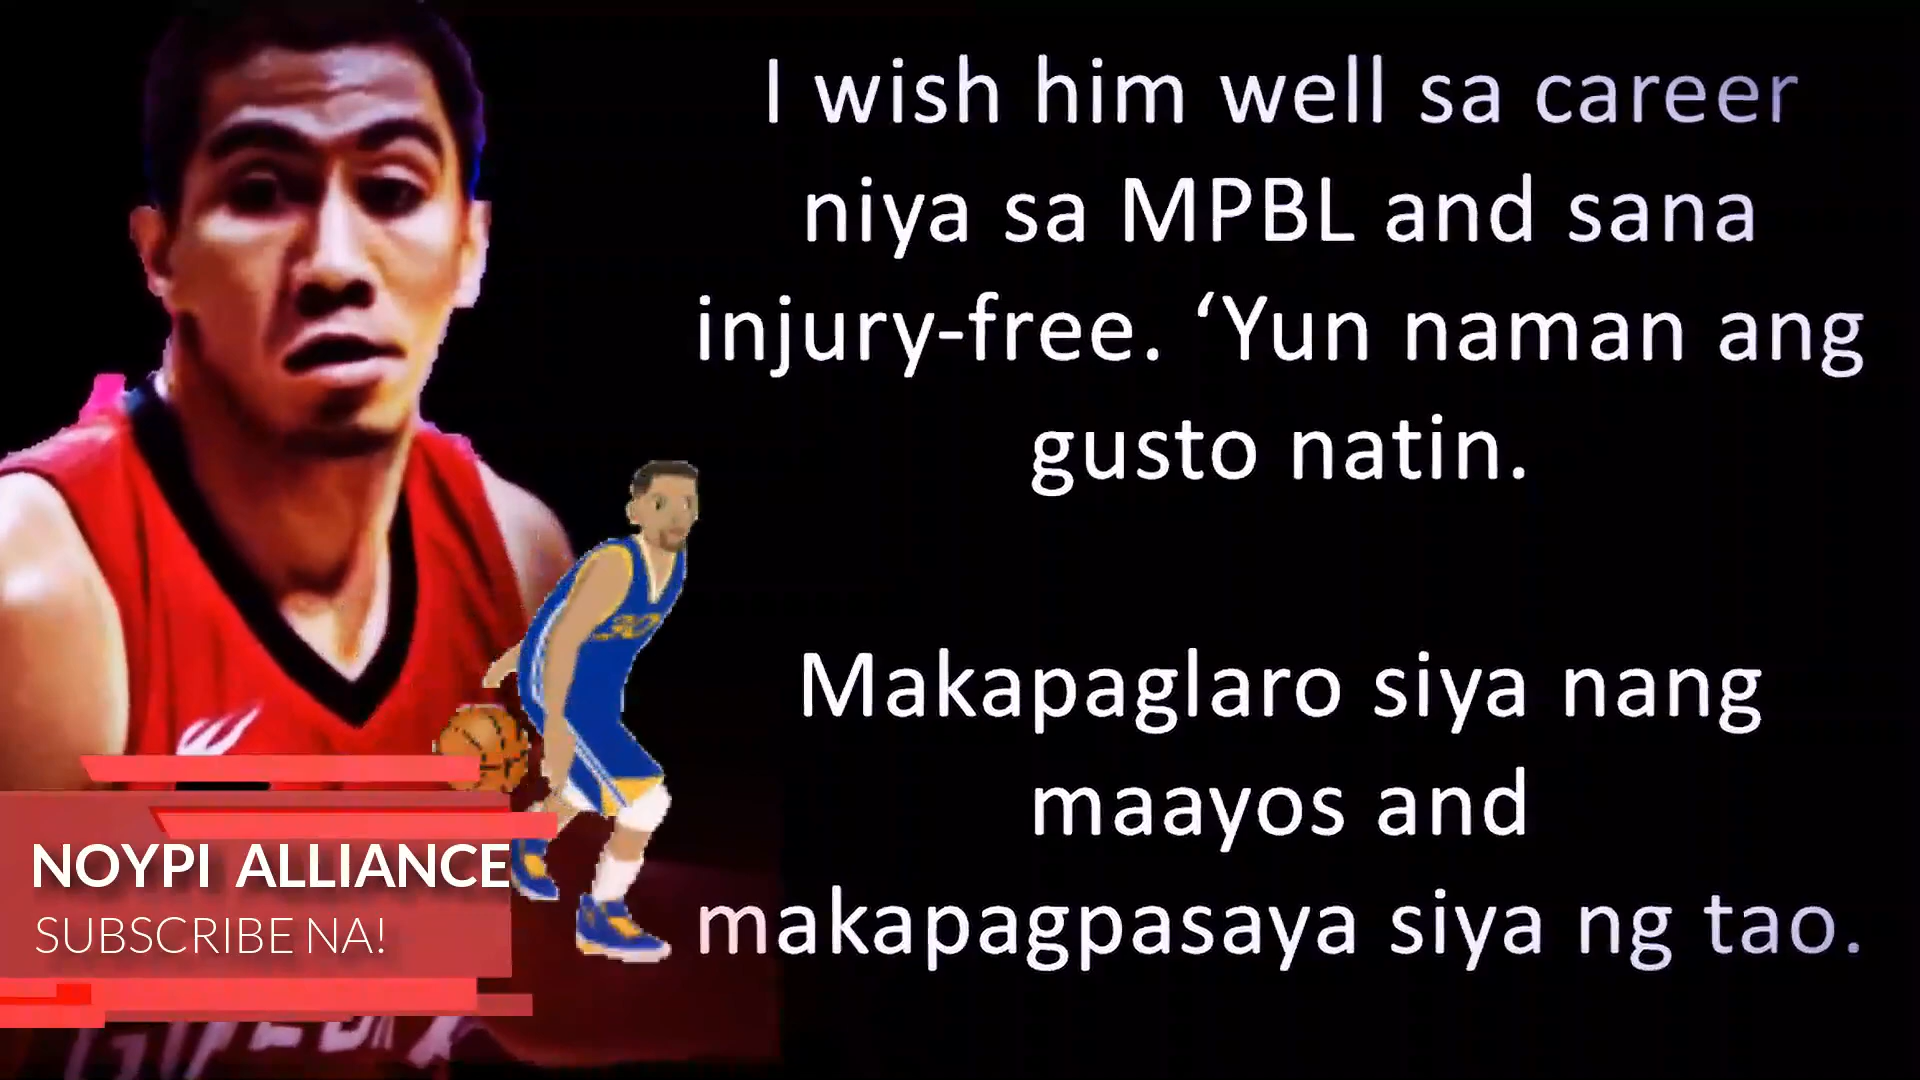 I wish him well sa career
niya sa MPBL and sana
injury-free. ‘Yun naman ang
gusto natin.
Makapaglaro siya nang
maayos and
makapagpasaya siya ng tao.
NOYPI ALLIANCE
SUBSCRIBE NA!